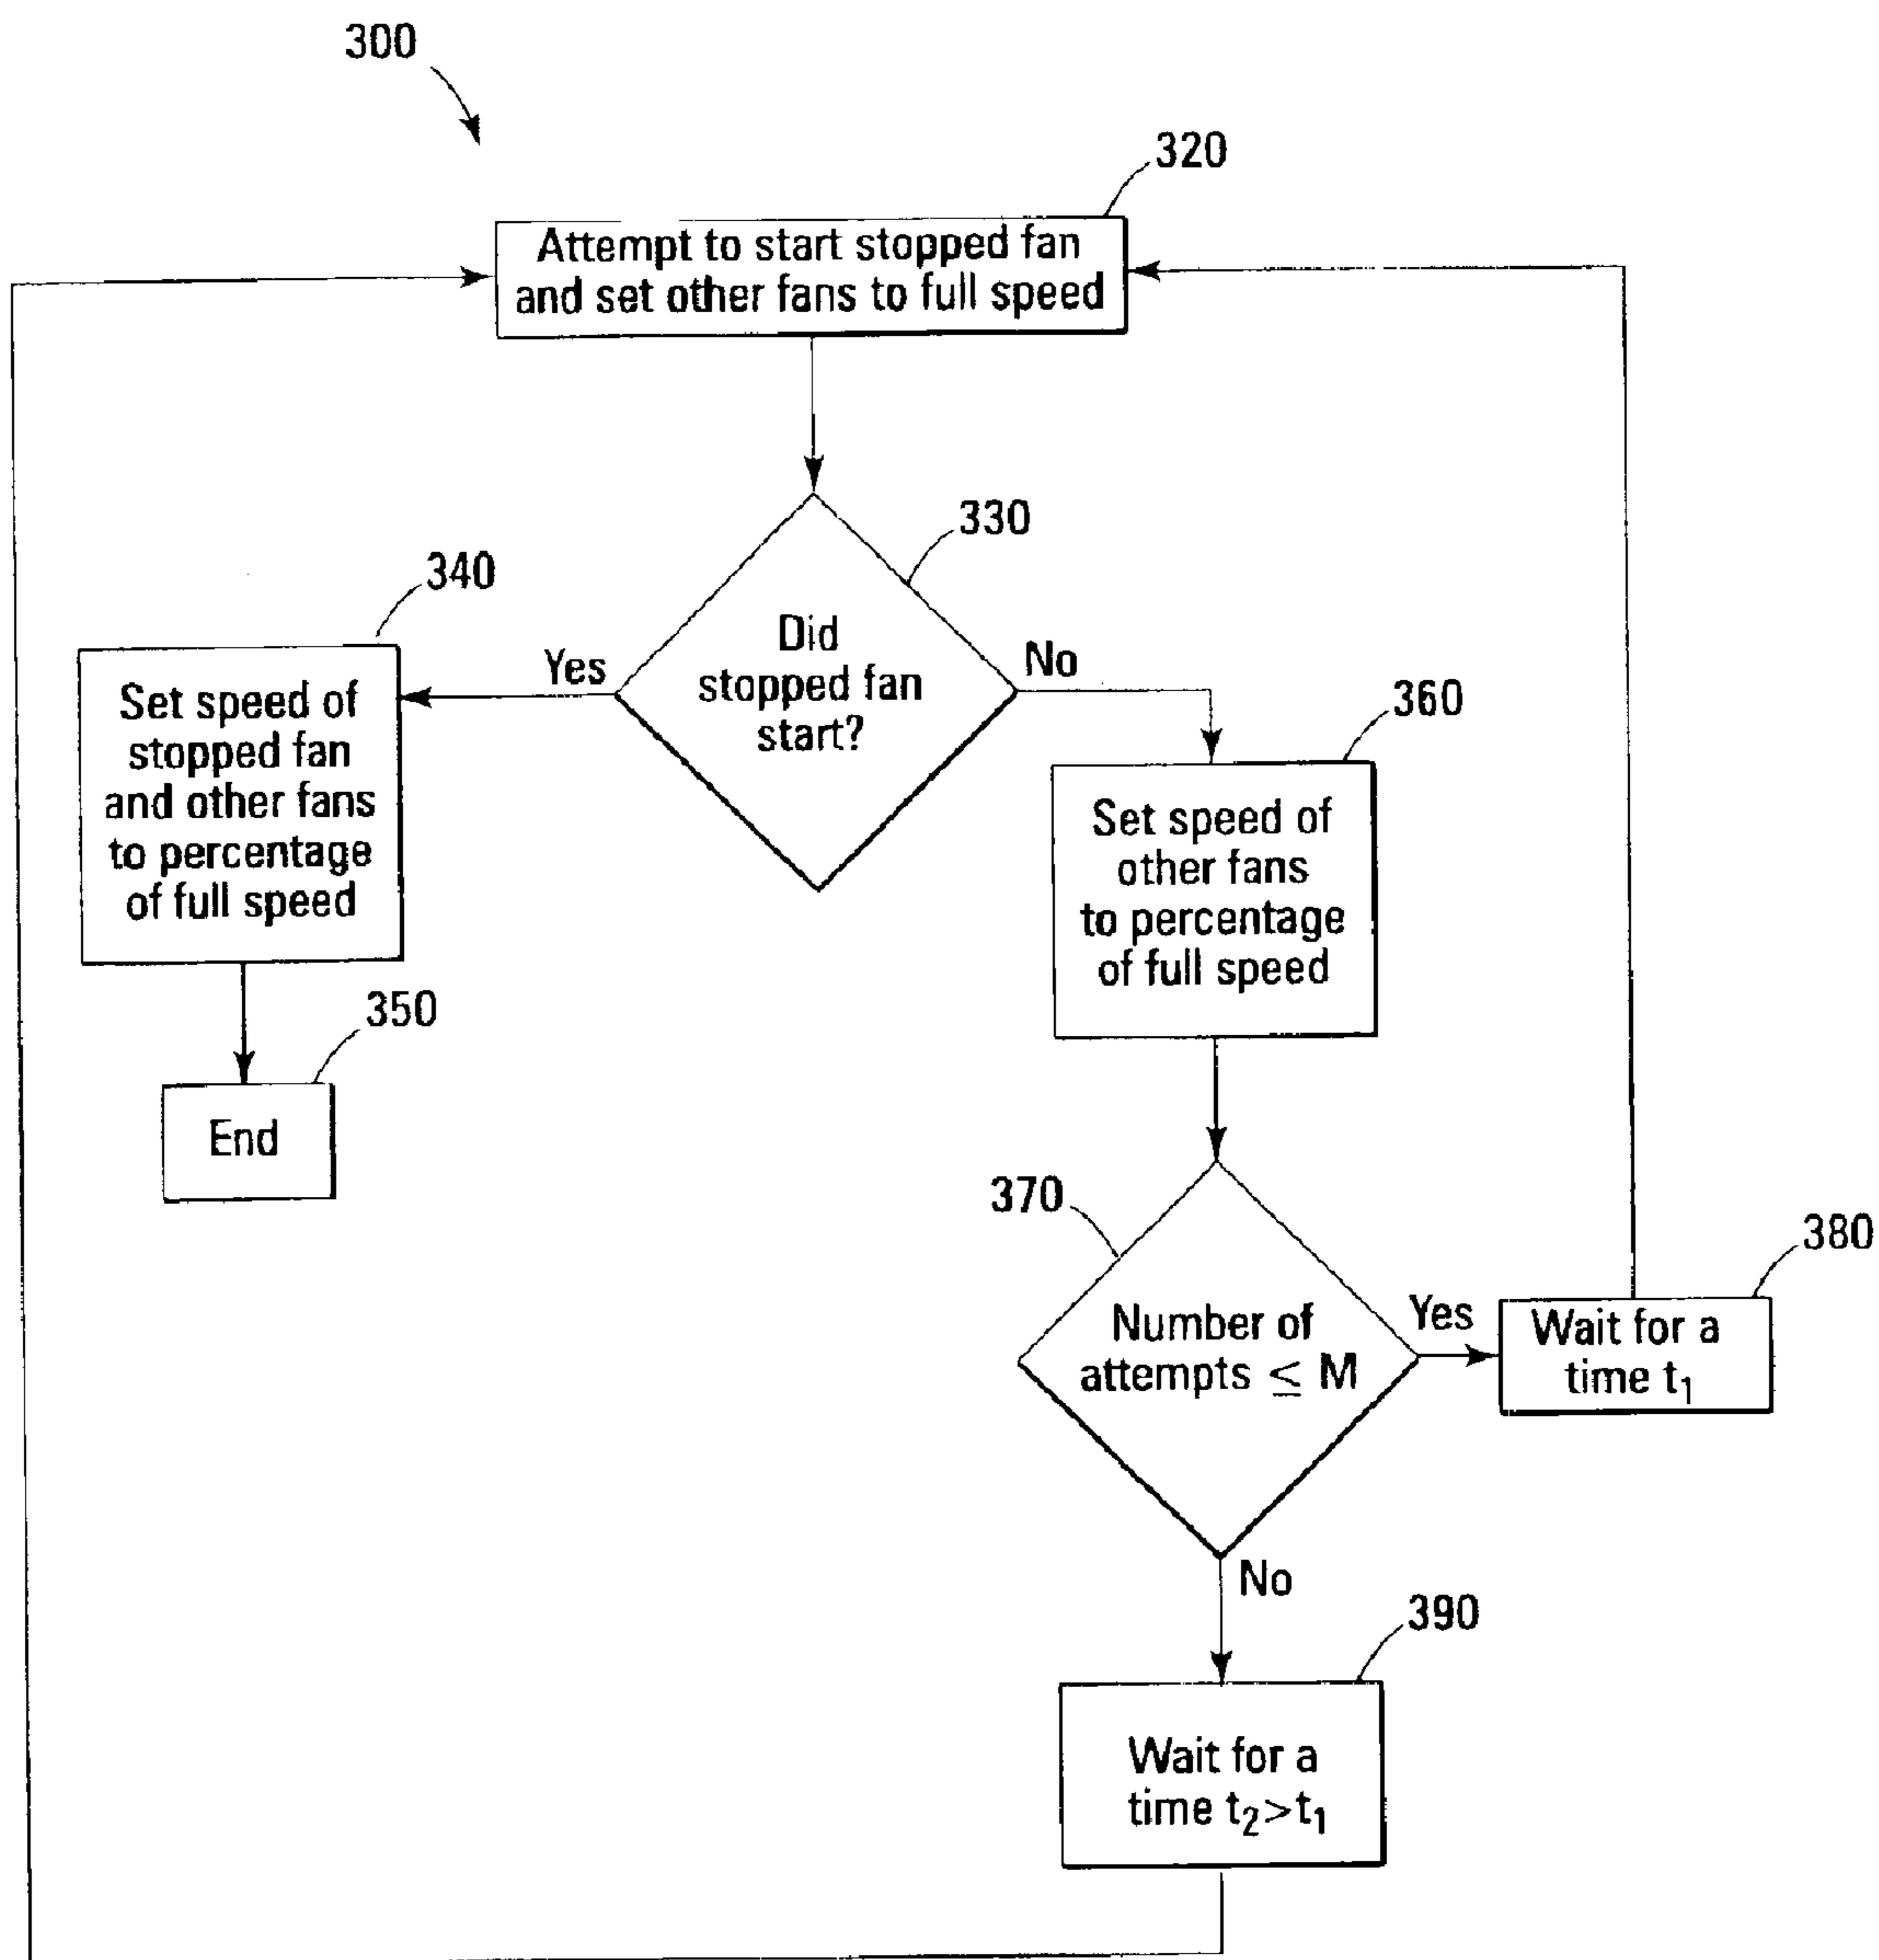 300
320
Attempt to start stopped fan
and set other fans to full speed
330
Did
stopped fan
start?
Yes
No
340
Set speed of
stopped fan
and other fans
to percentage
of full speed
350
End
360
Set speed of
other fans
to percentage
of full speed
370
Number of
attempts ≤ M
Yes
No
380
Wait for a
time t₁
390
Wait for a
time t₂>t₁